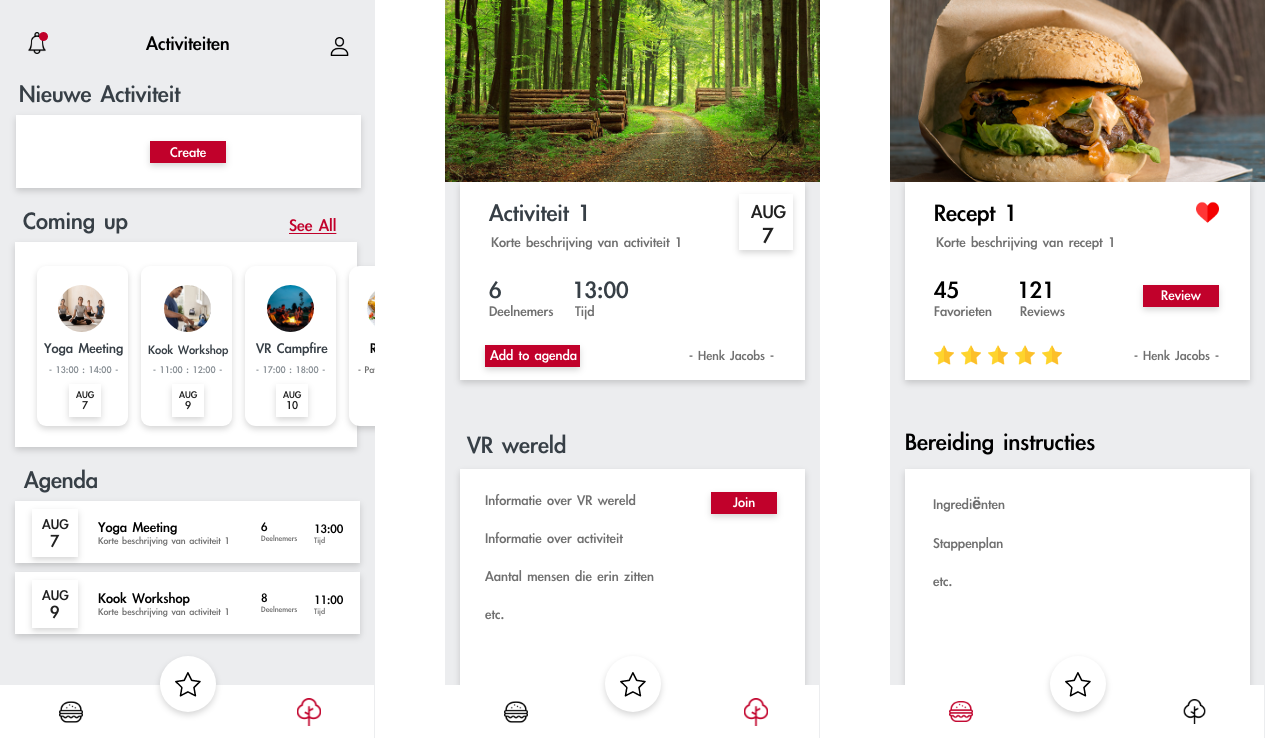 Activiteiten
Nieuwe Activiteit
Create
Coming up
See All
Yoga Meeting
- 13:00 : 14:00 -
AUG
7
Kook Workshop
- 11:00 : 12:00 -
AUG
9
VR Campfire
- 17:00 : 18:00 -
AUG
10
Agenda
AUG
7
Yoga Meeting
Korte beschrijving van activiteit 1
6
Deelnemers
13:00
Tijd
AUG
9
Kook Workshop
Korte beschrijving van activiteit 1
8
Deelnemers
11:00
Tijd
Activiteit 1
AUG
7
Korte beschrijving van activiteit 1
6
Deelnemers
13:00
Tijd
Add to agenda
- Henk Jacobs -
VR wereld
Informatie over VR wereld
Join
Informatie over activiteit
Aantal mensen die erin zitten
etc.
Recept 1
Korte beschrijving van recept 1
45
Favorieten
121
Reviews
Review
- Henk Jacobs -
Bereiding instructies
Ingrediënten
Stappenplan
etc.